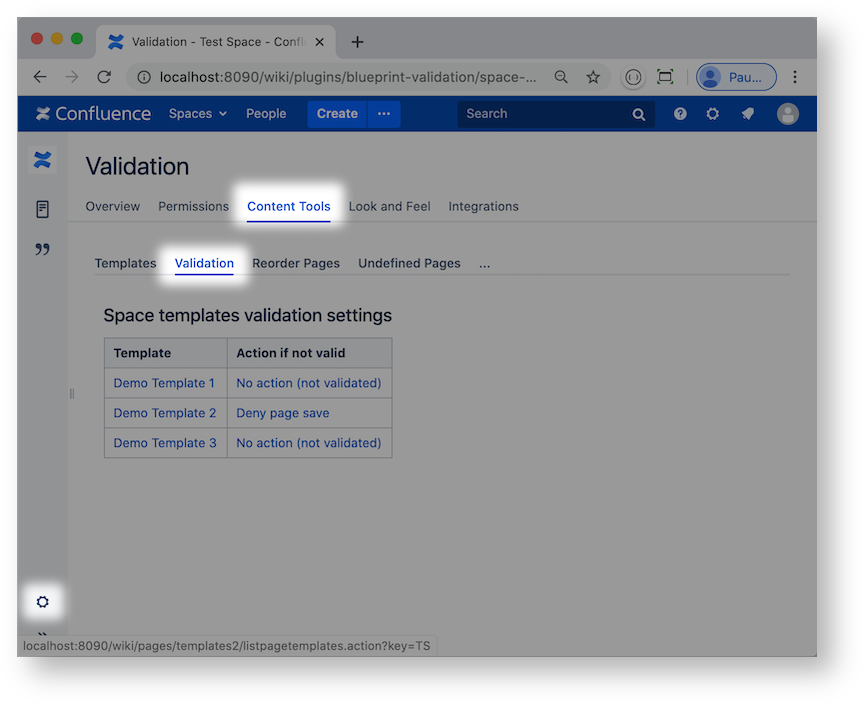 Validation - Test Space - Confl
localhost:8090/wiki/plugins/blueprint-validation/space-... Pau...
Confluence Spaces People Create ... Search
Validation
Overview Permissions Content Tools Look and Feel Integrations
Templates Validation Reorder Pages Undefined Pages ...
Space templates validation settings
Template Action if not valid
Demo Template 1 No action (not validated)
Demo Template 2 Deny page save
Demo Template 3 No action (not validated)
localhost:8090/wiki/pages/templates2/listpagetemplates.action?key=TS